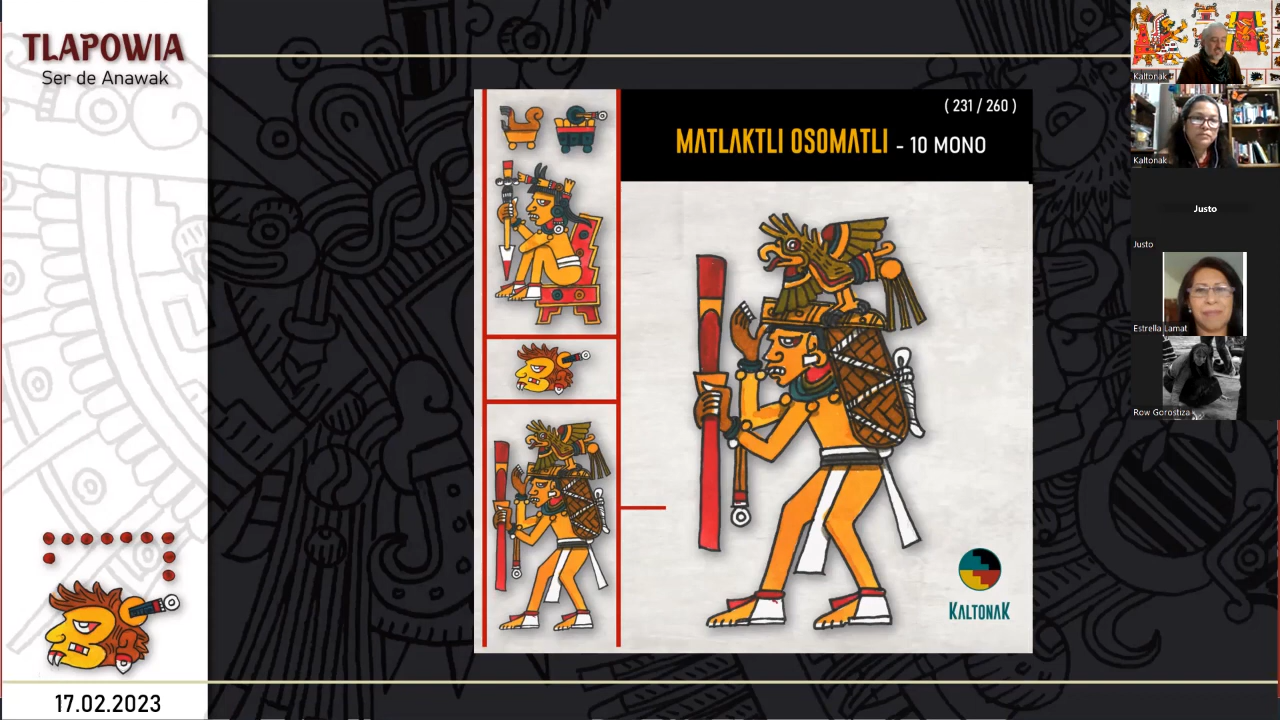 TLAPOWIA
Ser de Anawak
17.02.2023
( 231 / 260 )
MATLAKTLI OSOMATLI - 10 MONO
KALTONAK
Kaltonak
Kaltonak
Justo
Justo
Estrella Lamat
Row Gorostiza